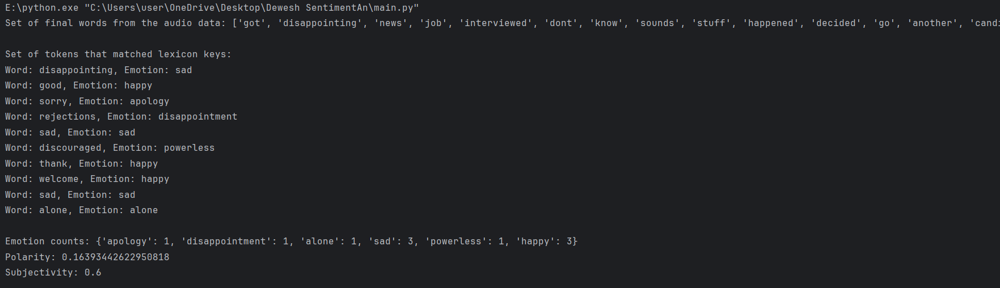 E:\python.exe "C:\Users\user\OneDrive\Desktop\Dewesh SentimentAn\main.py"
Set of final words from the audio data: ['got', 'disappointing', 'news', 'job', 'interviewed', 'dont', 'know', 'sounds', 'stuff', 'happened', 'decided', 'go', 'another', 'candi
Set of tokens that matched lexicon keys:
Word: disappointing, Emotion: sad
Word: good, Emotion: happy
Word: sorry, Emotion: apology
Word: rejections, Emotion: disappointment
Word: sad, Emotion: sad
Word: discouraged, Emotion: powerless
Word: thank, Emotion: happy
Word: welcome, Emotion: happy
Word: sad, Emotion: sad
Word: alone, Emotion: alone
Emotion counts: {'apology': 1, 'disappointment': 1, 'alone': 1, 'sad': 3, 'powerless': 1, 'happy': 3}
Polarity: 0.16393442622950818
Subjectivity: 0.6